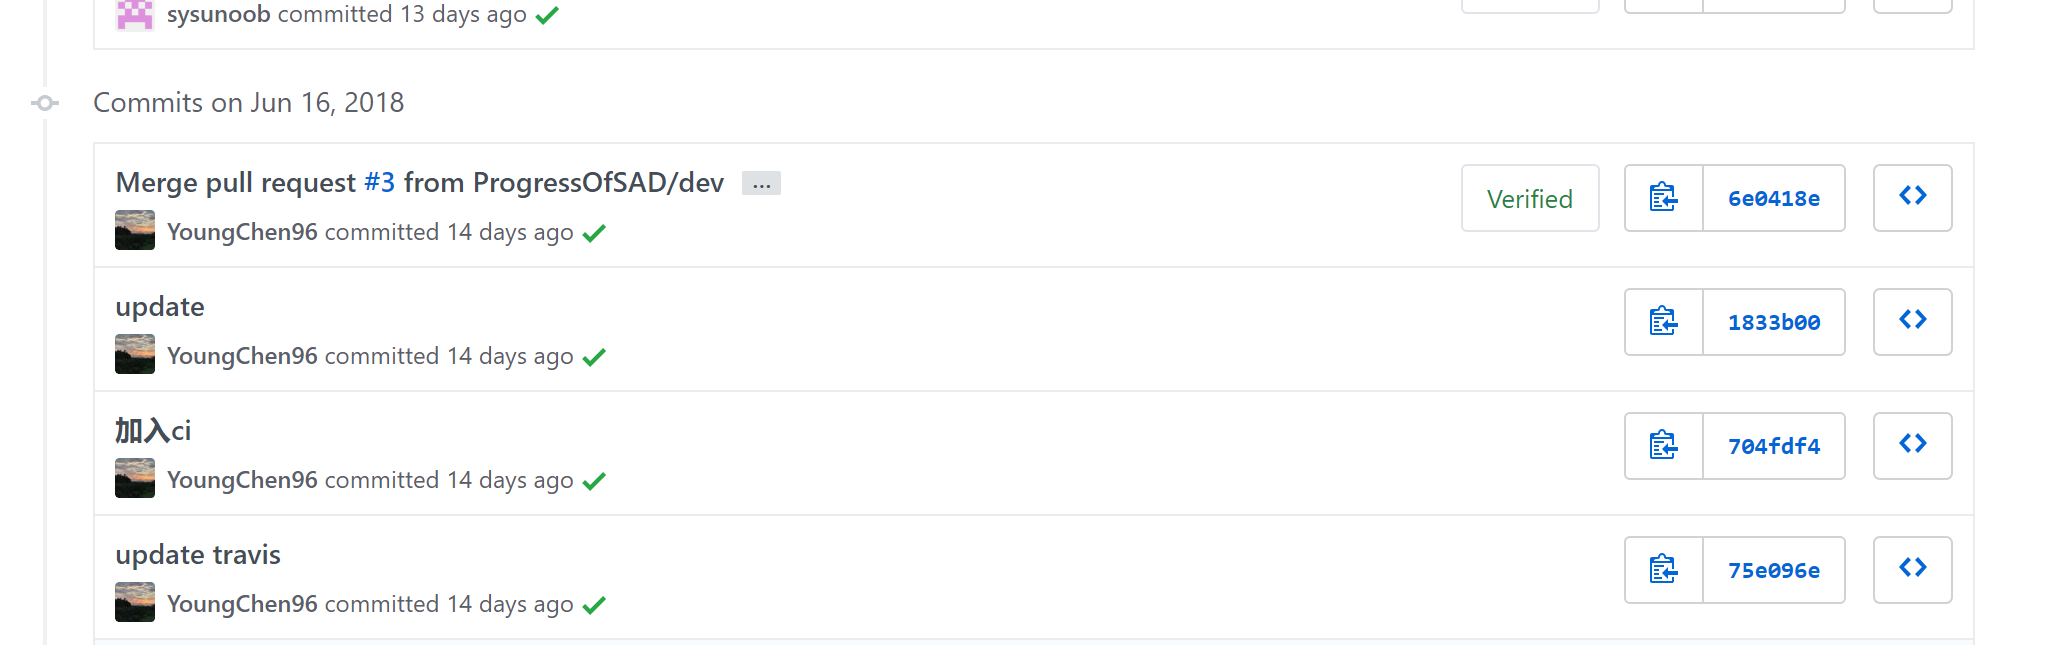 sysunoob committed 13 days ago
Commits on Jun 16, 2018
Merge pull request #3 from ProgressOfSAD/dev ...
YoungChen96 committed 14 days ago
Verified
6e0418e
update
YoungChen96 committed 14 days ago
1833b00
加入ci
YoungChen96 committed 14 days ago
704fdf4
update travis
YoungChen96 committed 14 days ago
75e096e